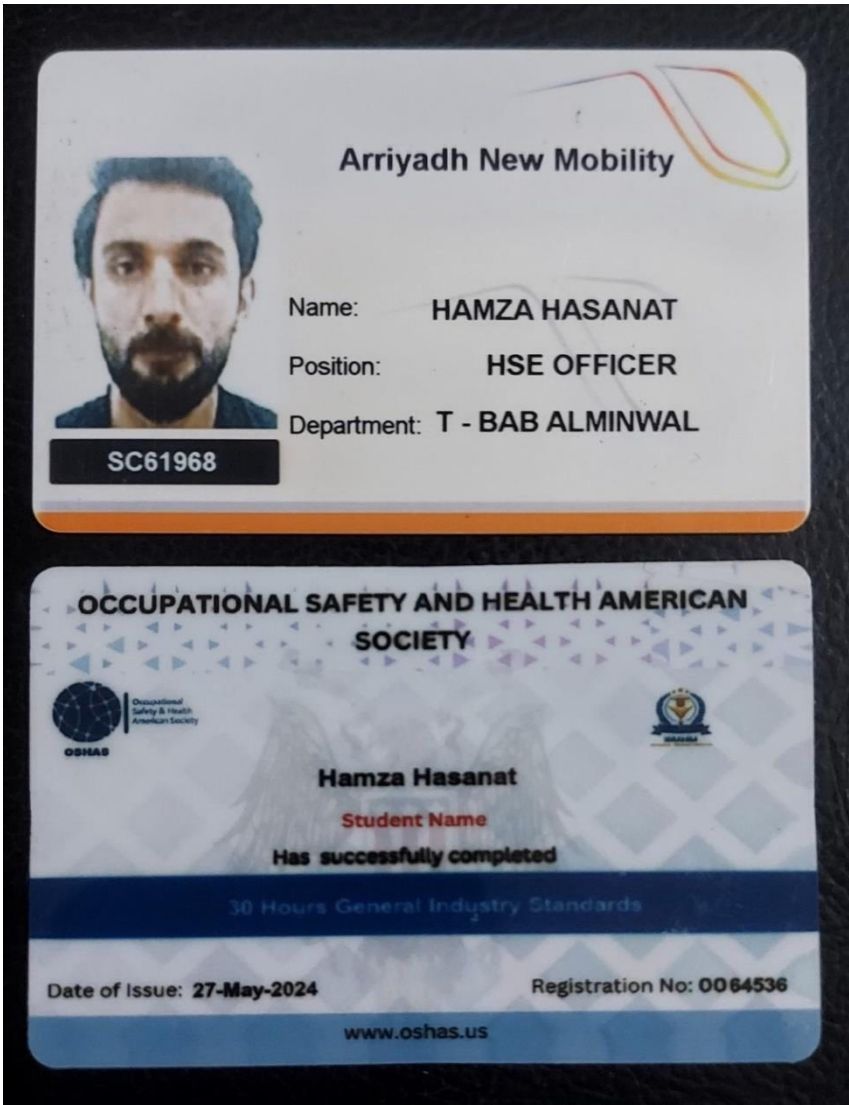 Arriyadh New Mobility
Name: HAMZA HASANAT
Position: HSE OFFICER
Department: T - BAB ALMINWAL
SC61968
OCCUPATIONAL SAFETY AND HEALTH AMERICAN
SOCIETY
Occupational
Safety & Health
American Society
OSHAS
Hamza Hasanat
Student Name
Has successfully completed
30 Hours General Industry Standards
Date of Issue: 27-May-2024
Registration No: 0064536
www.oshas.us